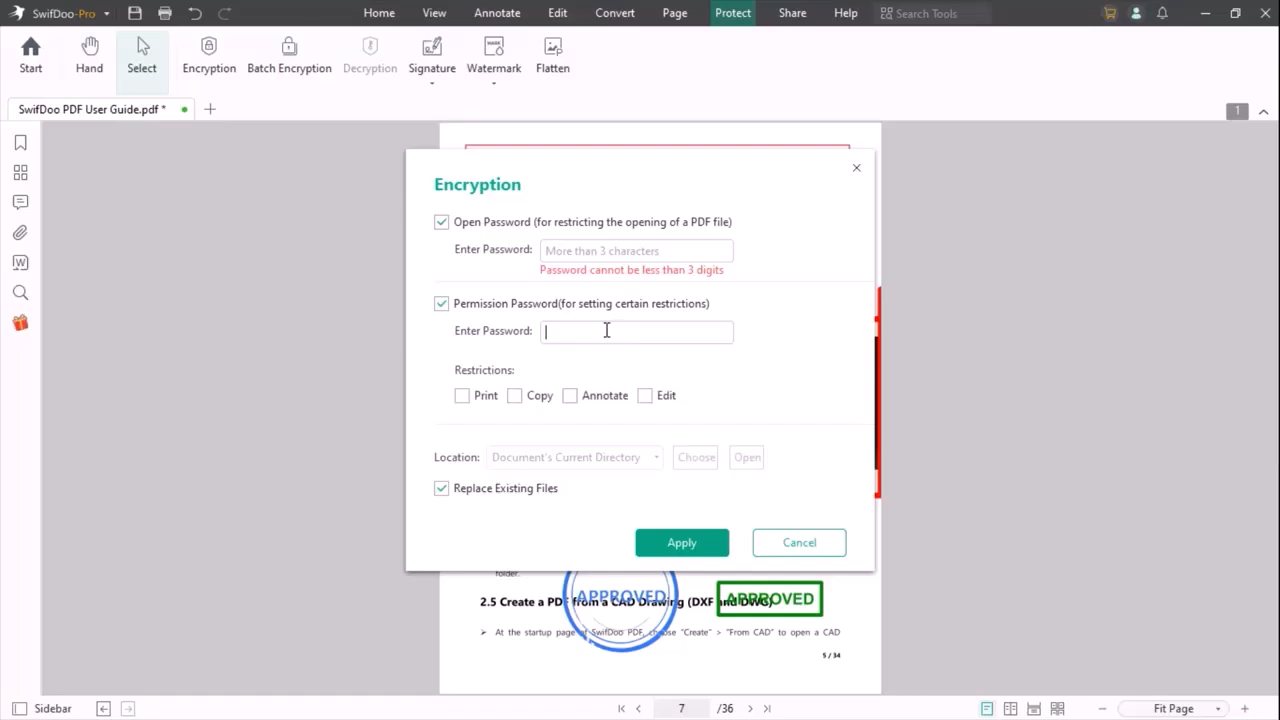 SwifDoo-Pro Home View Annotate Edit Convert Page Protect Share Help Search Tools
Start Hand Select Encryption Batch Encryption Decryption Signature Watermark Flatten
SwifDoo PDF User Guide.pdf * 1
Encryption
Open Password (for restricting the opening of a PDF file)
Enter Password: More than 3 characters
Password cannot be less than 3 digits
Permission Password(for setting certain restrictions)
Enter Password:
Restrictions:
Print Copy Annotate Edit
Location: Document's Current Directory Choose Open
Replace Existing Files
Apply Cancel
folder.
APPROVED APPROVED
2.5 Create a PDF from a CAD Drawing (DXF and DWG)
➢ At the startup page of SwifDoo PDF, choose "Create" > "From CAD" to open a CAD
5 / 34
Sidebar 7 /36 Fit Page